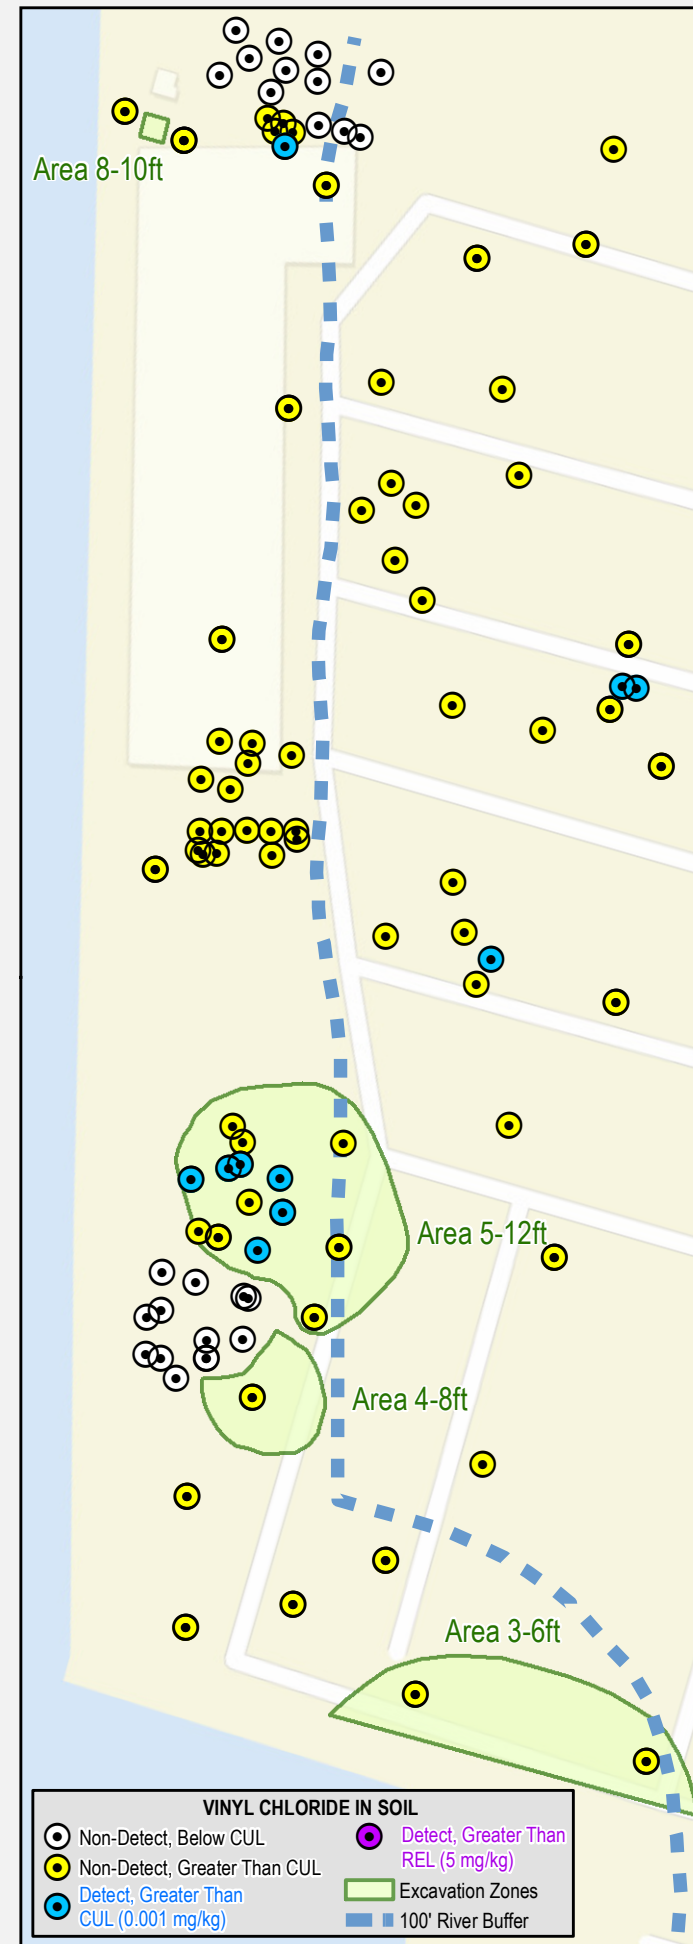 Area 8-10ft
Area 5-12ft
Area 4-8ft
Area 3-6ft
VINYL CHLORIDE IN SOIL
Non-Detect, Below CUL
Non-Detect, Greater Than CUL
Detect, Greater Than
CUL (0.001 mg/kg)
Detect, Greater Than
REL (5 mg/kg)
Excavation Zones
100' River Buffer